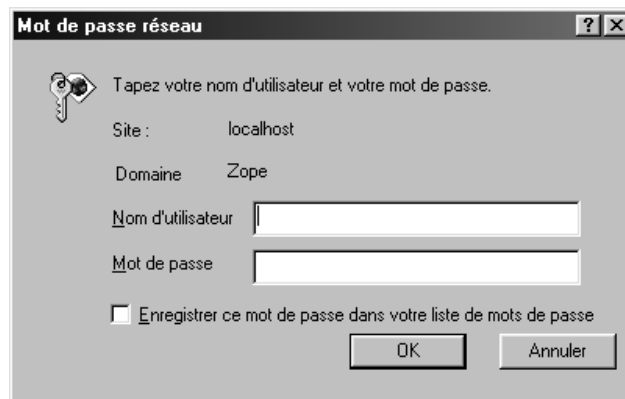 Mot de passe réseau
Tapez votre nom d'utilisateur et votre mot de passe.
Site : localhost
Domaine Zope
Nom d'utilisateur
Mot de passe
Enregistrer ce mot de passe dans votre liste de mots de passe
OK Annuler